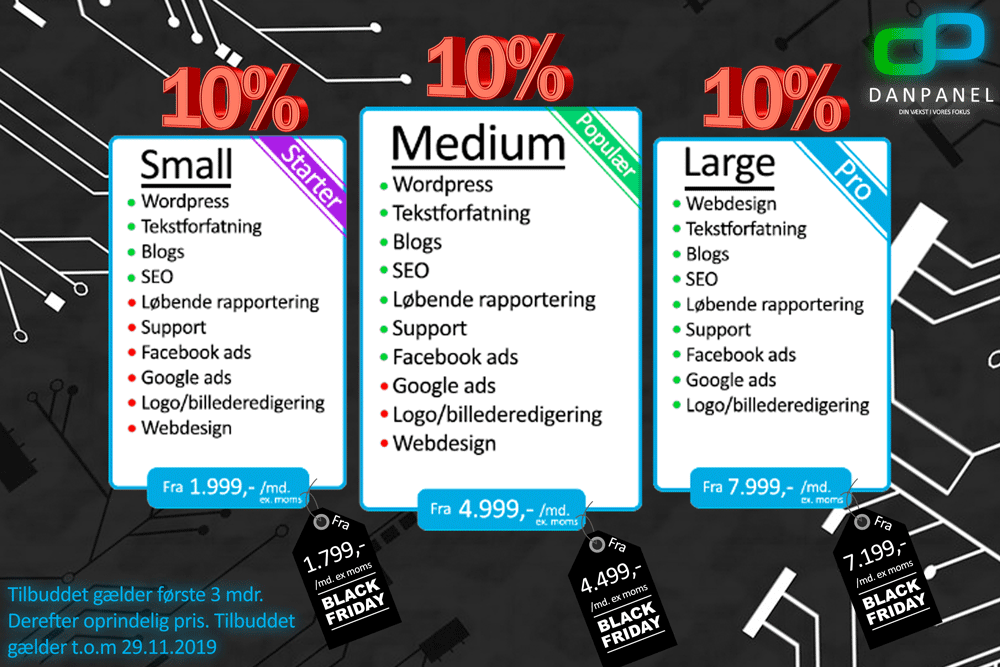 DANPANEL
DIN VÆKST I VORES FOKUS
10%
Small
Starter
Wordpress
Tekstforfatning
Blogs
SEO
Løbende rapportering
Support
Facebook ads
Google ads
Logo/billederedigering
Webdesign
Fra 1.999,- /md.
ex. moms
Fra
1.799,-
/md. ex moms
BLACK
FRIDAY
10%
Medium
Populær
Wordpress
Tekstforfatning
Blogs
SEO
Løbende rapportering
Support
Facebook ads
Google ads
Logo/billederedigering
Webdesign
Fra 4.999,- /md.
ex. moms
Fra
4.499,-
/md. ex moms
BLACK
FRIDAY
10%
Large
Pro
Webdesign
Tekstforfatning
Blogs
SEO
Løbende rapportering
Support
Facebook ads
Google ads
Logo/billederedigering
Fra 7.999,- /md.
ex. moms
Fra
7.199,-
/md. ex moms
BLACK
FRIDAY
Tilbuddet gælder første 3 mdr.
Derefter oprindelig pris. Tilbuddet
gælder t.o.m 29.11.2019